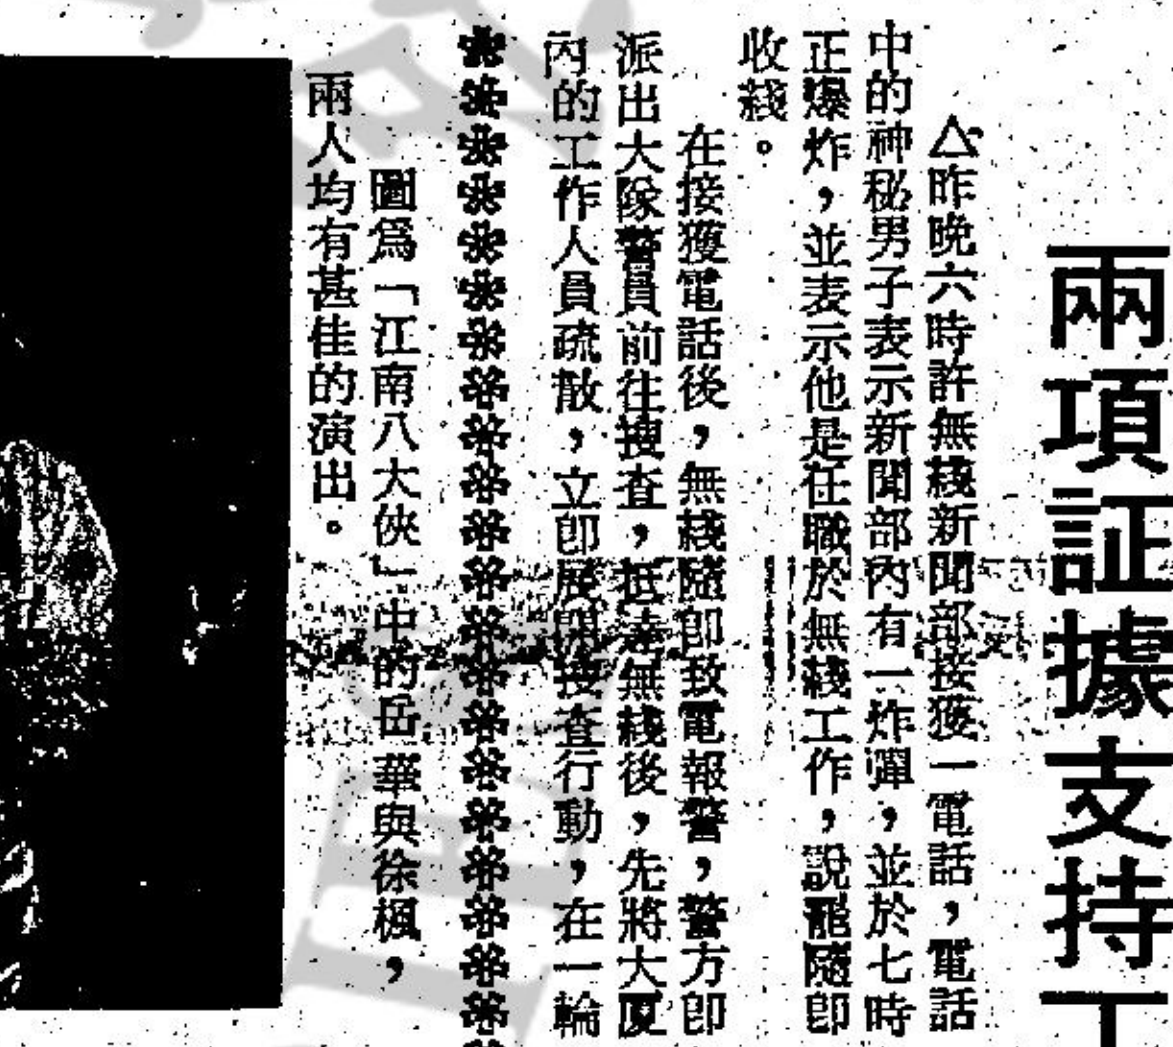 兩項証據支持
△昨晚六時許無綫新聞部接獲一電話，電話
中的神秘男子表示新聞部內有一炸彈，並於七時
正爆炸，並表示他是任職於無綫工作，說罷隨即
收綫。
在接獲電話後，無綫隨即致電報警，警方即
派出大隊警員前往搜查，抵達無綫後，先將大厦
內的工作人員疏散，立即展開搜查行動，在一輪
圖爲「江南八大俠」中的岳華與徐楓，
兩人均有甚佳的演出。